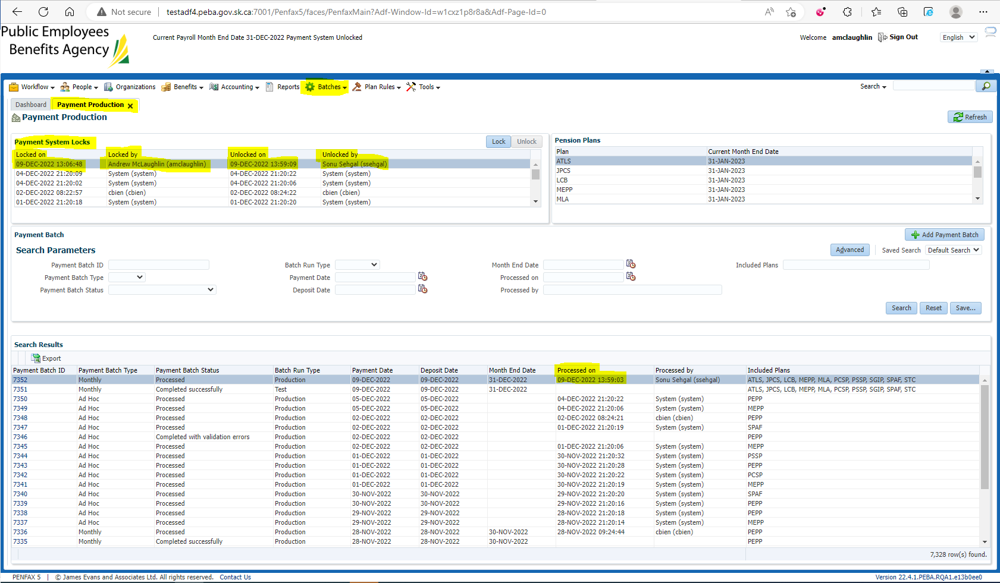 Not secure | testadf4.peba.gov.sk.ca:7001/Penfax5/faces/PenfaxMain?Adf-Window-Id=w1cxz1p8r8a&Adf-Page-Id=0
Public Employees
Benefits Agency
Current Payroll Month End Date 31-DEC-2022 Payment System Unlocked
Welcome amclaughlin Sign Out English
Workflow People Organizations Benefits Accounting Reports Batches Plan Rules Tools Search
Dashboard Payment Production
Payment Production Refresh
Payment System Locks Lock Unlock
Locked on Locked by Unlocked on Unlocked by
09-DEC-2022 13:06:48 Andrew McLaughlin (amclaughlin) 09-DEC-2022 13:59:09 Sonu Sehgal (ssehgal)
04-DEC-2022 21:20:09 System (system) 04-DEC-2022 21:20:22 System (system)
04-DEC-2022 21:20:02 System (system) 04-DEC-2022 21:20:06 System (system)
02-DEC-2022 08:22:57 cbien (cbien) 02-DEC-2022 08:24:22 cbien (cbien)
01-DEC-2022 21:20:18 System (system) 01-DEC-2022 21:20:20 System (system)
Pension Plans
Plan Current Month End Date
ATLS 31-JAN-2023
JPCS 31-JAN-2023
LCB 31-JAN-2023
MEPP 31-JAN-2023
MLA 31-JAN-2023
Payment Batch Add Payment Batch
Search Parameters Advanced Saved Search Default Search
Payment Batch ID Batch Run Type Month End Date Included Plans
Payment Batch Type Payment Date Processed on
Payment Batch Status Deposit Date Processed by
Search Reset Save...
Search Results
Export
Payment Batch ID Payment Batch Type Payment Batch Status Batch Run Type Payment Date Deposit Date Month End Date Processed on Processed by Included Plans
7352 Monthly Processed Production 09-DEC-2022 09-DEC-2022 31-DEC-2022 09-DEC-2022 13:59:03 Sonu Sehgal (ssehgal) ATLS, JPCS, LCB, MEPP, MLA, PCSP, PSSP, SGIP, SPAF, STC
7351 Monthly Completed successfully Test 09-DEC-2022 09-DEC-2022 31-DEC-2022 ATLS, JPCS, LCB, MEPP, MLA, PCSP, PSSP, SGIP, SPAF, STC
7350 Ad Hoc Processed Production 05-DEC-2022 05-DEC-2022 04-DEC-2022 21:20:22 System (system) PEPP
7349 Ad Hoc Processed Production 05-DEC-2022 05-DEC-2022 04-DEC-2022 21:20:06 System (system) MEPP
7348 Ad Hoc Processed Production 02-DEC-2022 02-DEC-2022 02-DEC-2022 08:24:21 cbien (cbien) PEPP
7347 Ad Hoc Processed Production 02-DEC-2022 02-DEC-2022 01-DEC-2022 21:20:19 System (system) SPAF
7346 Ad Hoc Completed with validation errors Production 02-DEC-2022 02-DEC-2022 PEPP
7345 Ad Hoc Processed Production 02-DEC-2022 02-DEC-2022 01-DEC-2022 21:20:06 System (system) MEPP
7344 Ad Hoc Processed Production 01-DEC-2022 01-DEC-2022 30-NOV-2022 21:20:32 System (system) PSSP
7343 Ad Hoc Processed Production 01-DEC-2022 01-DEC-2022 30-NOV-2022 21:20:28 System (system) PEPP
7342 Ad Hoc Processed Production 01-DEC-2022 01-DEC-2022 30-NOV-2022 21:20:22 System (system) PCSP
7341 Ad Hoc Processed Production 01-DEC-2022 01-DEC-2022 30-NOV-2022 21:20:19 System (system) MEPP
7340 Ad Hoc Processed Production 30-NOV-2022 30-NOV-2022 29-NOV-2022 21:20:20 System (system) SPAF
7339 Ad Hoc Processed Production 30-NOV-2022 30-NOV-2022 29-NOV-2022 21:20:16 System (system) PEPP
7338 Ad Hoc Processed Production 29-NOV-2022 29-NOV-2022 28-NOV-2022 21:20:18 System (system) PEPP
7337 Ad Hoc Processed Production 29-NOV-2022 29-NOV-2022 28-NOV-2022 21:20:14 System (system) MEPP
7336 Monthly Processed Production 28-NOV-2022 28-NOV-2022 30-NOV-2022 28-NOV-2022 09:24:44 cbien (cbien) PEPP
7335 Monthly Completed successfully Production 28-NOV-2022 28-NOV-2022 30-NOV-2022 PEPP
7,328 row(s) found.
PENFAX 5 | © James Evans and Associates Ltd. All rights reserved. Contact Us Version 22.4.1.PEBA.RQA1.e13b0ee0